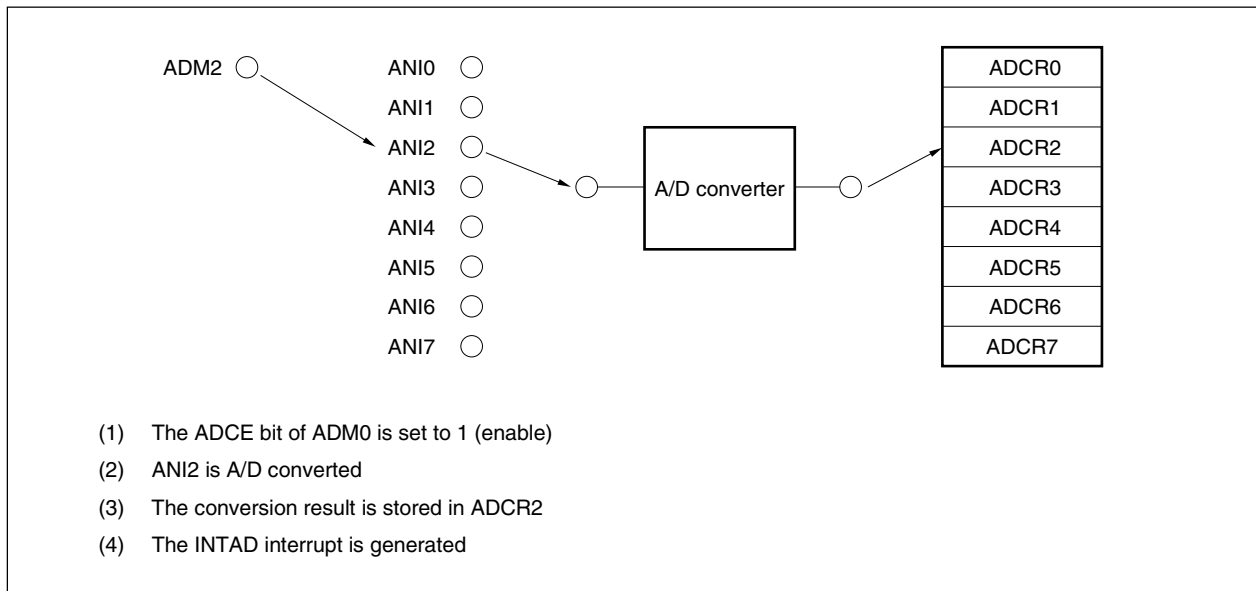 ADM2 ANI0 ADCR0
ANI1 ADCR1
ANI2 ADCR2
ANI3 A/D converter ADCR3
ANI4 ADCR4
ANI5 ADCR5
ANI6 ADCR6
ANI7 ADCR7
(1) The ADCE bit of ADM0 is set to 1 (enable)
(2) ANI2 is A/D converted
(3) The conversion result is stored in ADCR2
(4) The INTAD interrupt is generated